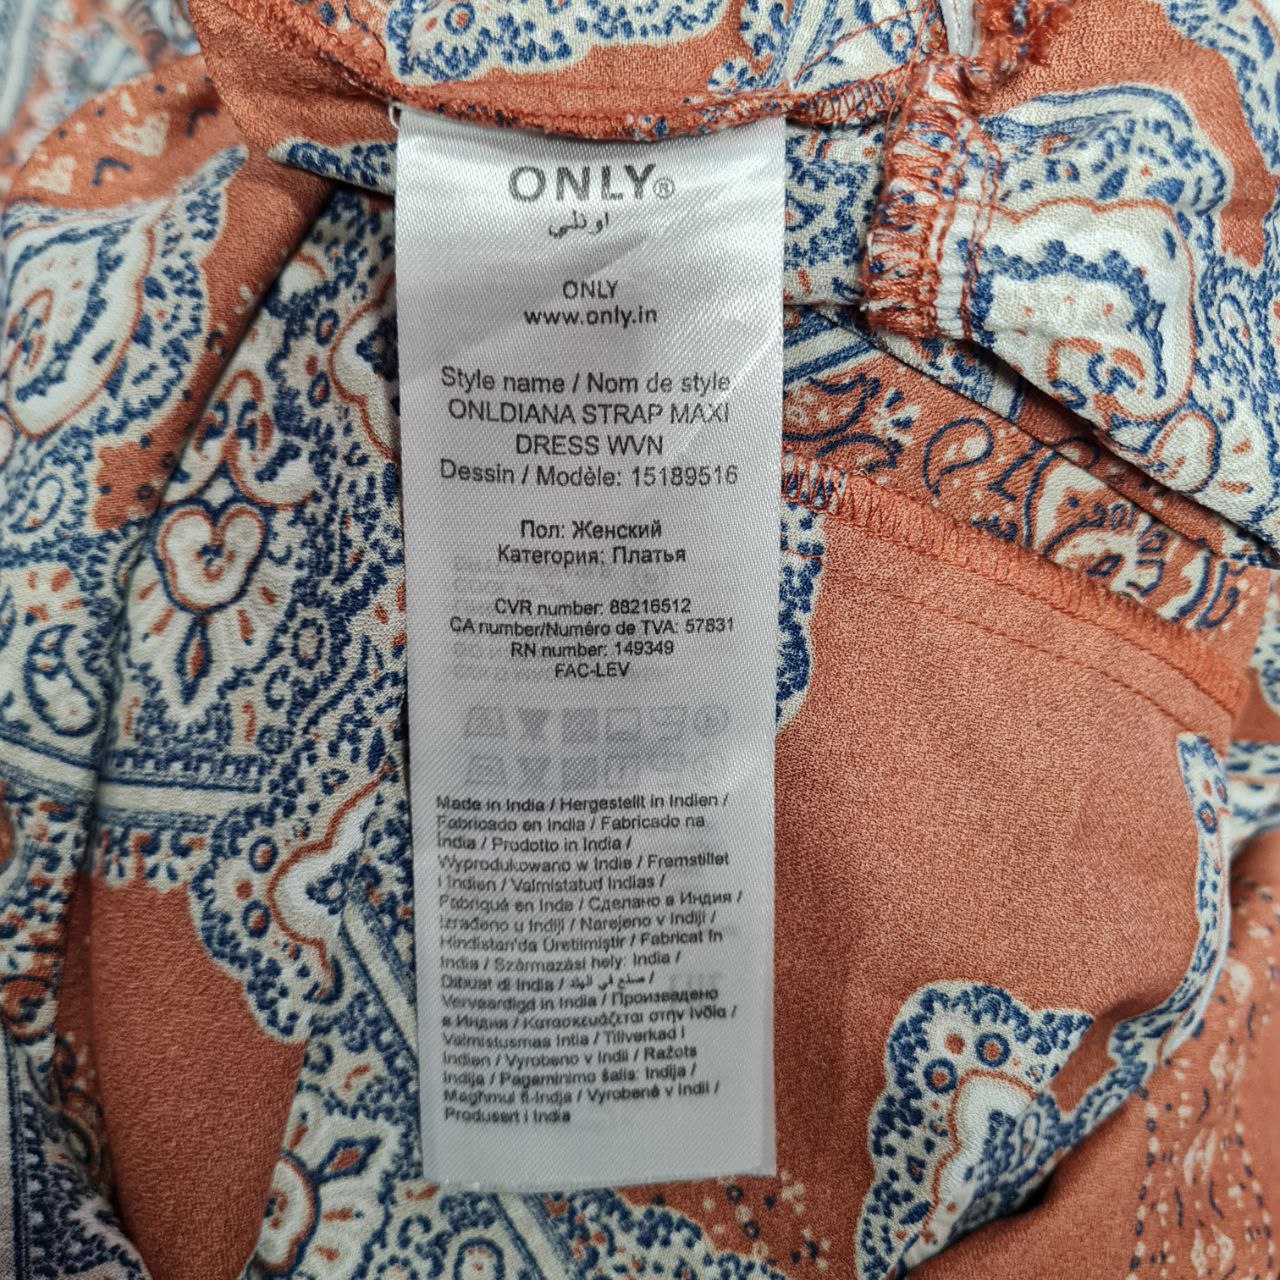 ONLY®
اونلي
ONLY
www.only.in
Style name / Nom de style
ONLDIANA STRAP MAXI
DRESS WVN
Dessin / Modèle: 15189516
Пол: Женский
Категория: Платья
CVR number: 88216512
CA number/Numéro de TVA: 57831
RN number: 149349
FAC-LEV
Made in India / Hergestellt in Indien /
Fabricado en India / Fabricado na
Índia / Prodotto in India /
Wyprodukowano w Indie / Fremstillet
i Indien / Valmistatud Indias /
Fabriqué en Inde / Сделано в Индия /
Izrađeno u Indiji / Narejeno v Indiji /
Hindistan'da Üretilmiştir / Fabricat în
India / Származási hely: India /
Dibuat di India / صنع في الهند /
Vervaardigd in India / Произведено
в Индия / Κατασκευάζεται στην Ινδία /
Valmistusmaa Intia / Tillverkad i
Indien / Vyrobeno v Indii / Ražots
Indija / Pagaminimo šalis: Indija /
Magħmul fl-Indja / Vyrobené v Indii /
Produsert i India